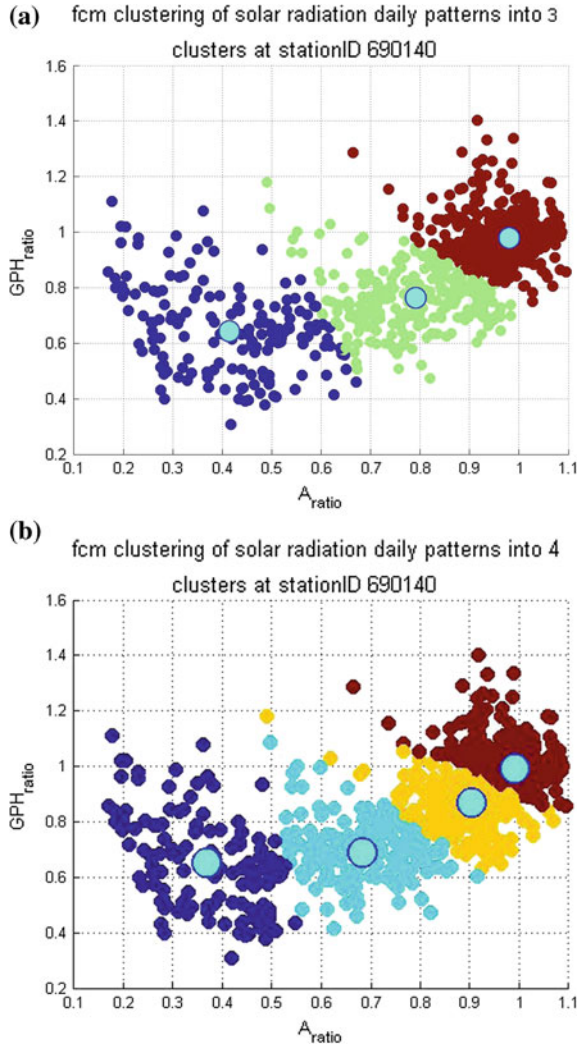 (a)
fcm clustering of solar radiation daily patterns into 3
clusters at stationID 690140
1.6
1.4
1.2
1
0.8
0.6
0.4
0.2
GPH_ratio
0.1 0.2 0.3 0.4 0.5 0.6 0.7 0.8 0.9 1 1.1
A_ratio
(b)
fcm clustering of solar radiation daily patterns into 4
clusters at stationID 690140
1.6
1.4
1.2
1
0.8
0.6
0.4
0.2
GPH_ratio
0.1 0.2 0.3 0.4 0.5 0.6 0.7 0.8 0.9 1 1.1
A_ratio